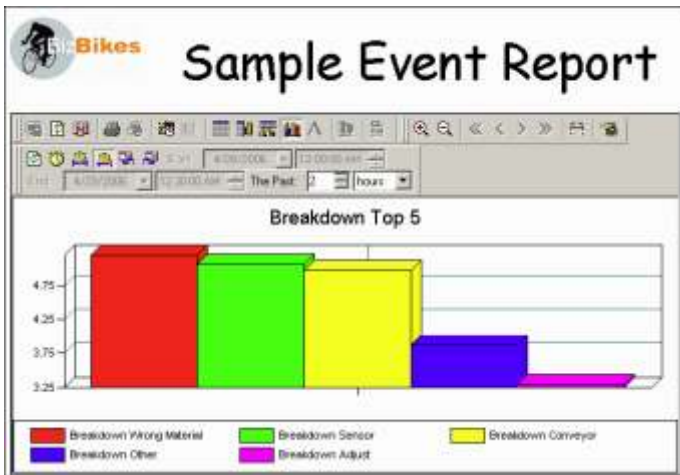 BigBikes
Sample Event Report
The Past: 2 hours
Breakdown Top 5
4.75
4.25
3.75
3.25
Breakdown Wrong Material Breakdown Sensor Breakdown Conveyor
Breakdown Other Breakdown Adjust